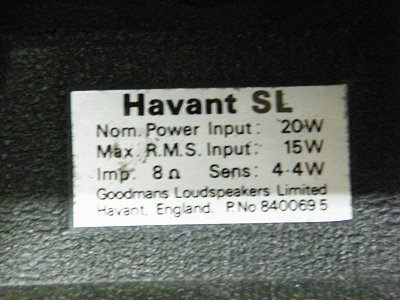 Havant SL
Nom. Power Input: 20W
Max. R.M.S. Input: 15W
Imp: 8Ω Sens: 4·4W
Goodmans Loudspeakers Limited
Havant, England. P.No 840069 5